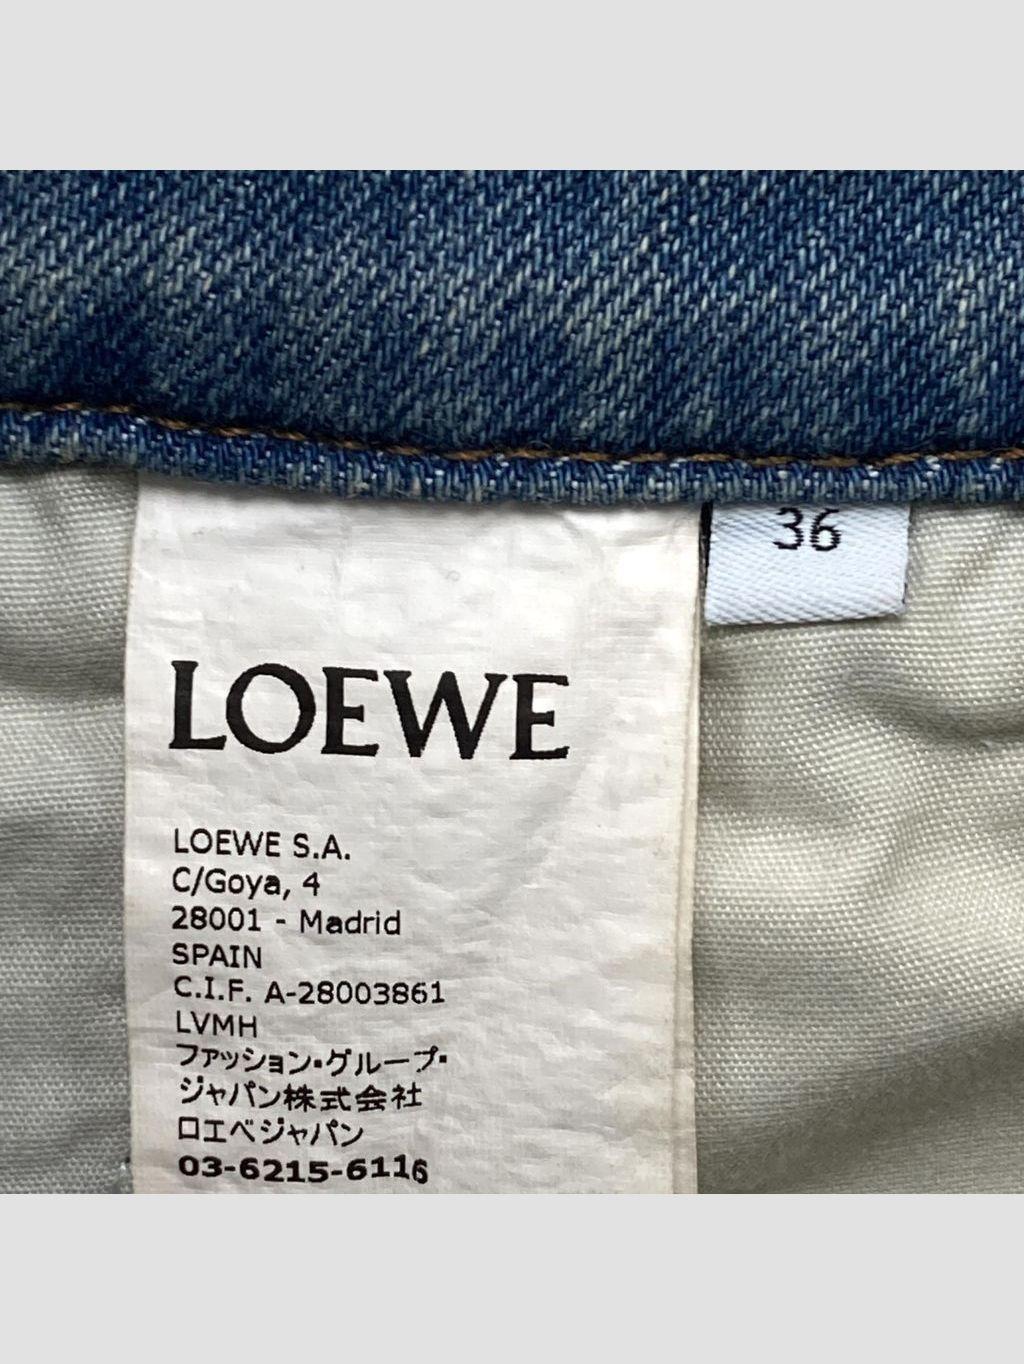 36
LOEWE
LOEWE S.A.
C/Goya, 4
28001 - Madrid
SPAIN
C.I.F. A-28003861
LVMH
ファッション・グループ・
ジャパン株式会社
ロエベジャパン
03-6215-6116